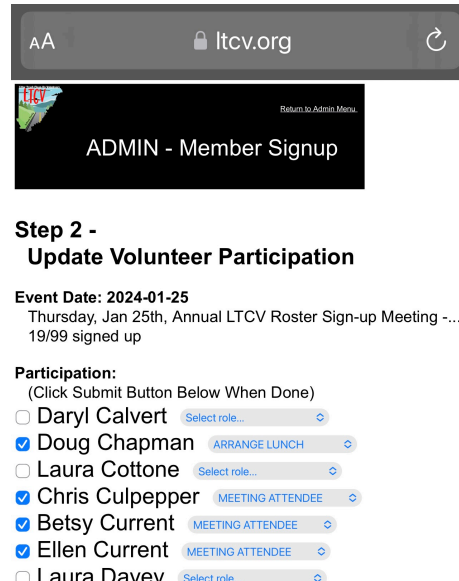 AA ltcv.org
LTCV
Return to Admin Menu
ADMIN - Member Signup
Step 2 -
Update Volunteer Participation
Event Date: 2024-01-25
Thursday, Jan 25th, Annual LTCV Roster Sign-up Meeting -...
19/99 signed up
Participation:
(Click Submit Button Below When Done)
Daryl Calvert Select role...
Doug Chapman ARRANGE LUNCH
Laura Cottone Select role...
Chris Culpepper MEETING ATTENDEE
Betsy Current MEETING ATTENDEE
Ellen Current MEETING ATTENDEE
Laura Davey Select role